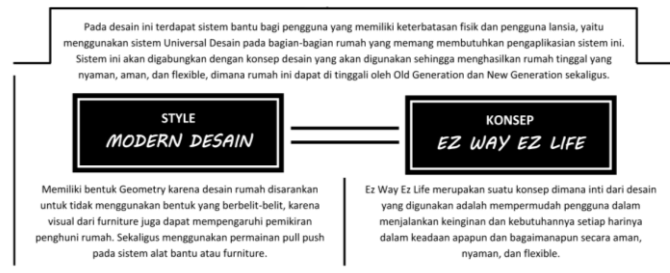 Pada desain ini terdapat sistem bantu bagi pengguna yang memiliki keterbatasan fisik dan pengguna lansia, yaitu
menggunakan sistem Universal Desain pada bagian-bagian rumah yang memang membutuhkan pengaplikasian sistem ini.
Sistem ini akan digabungkan dengan konsep desain yang akan digunakan sehingga menghasilkan rumah tinggal yang
nyaman, aman, dan flexible, dimana rumah ini dapat di tinggali oleh Old Generation dan New Generation sekaligus.
STYLE
MODERN DESAIN
Memiliki bentuk Geometry karena desain rumah disarankan
untuk tidak menggunakan bentuk yang berbelit-belit, karena
visual dari furniture juga dapat mempengaruhi pemikiran
penghuni rumah. Sekaligus menggunakan permainan pull push
pada sistem alat bantu atau furniture.
KONSEP
EZ WAY EZ LIFE
Ez Way Ez Life merupakan suatu konsep dimana inti dari desain
yang digunakan adalah mempermudah pengguna dalam
menjalankan keinginan dan kebutuhannya setiap harinya
dalam keadaan apapun dan bagaimanapun secara aman,
nyaman, dan flexible.